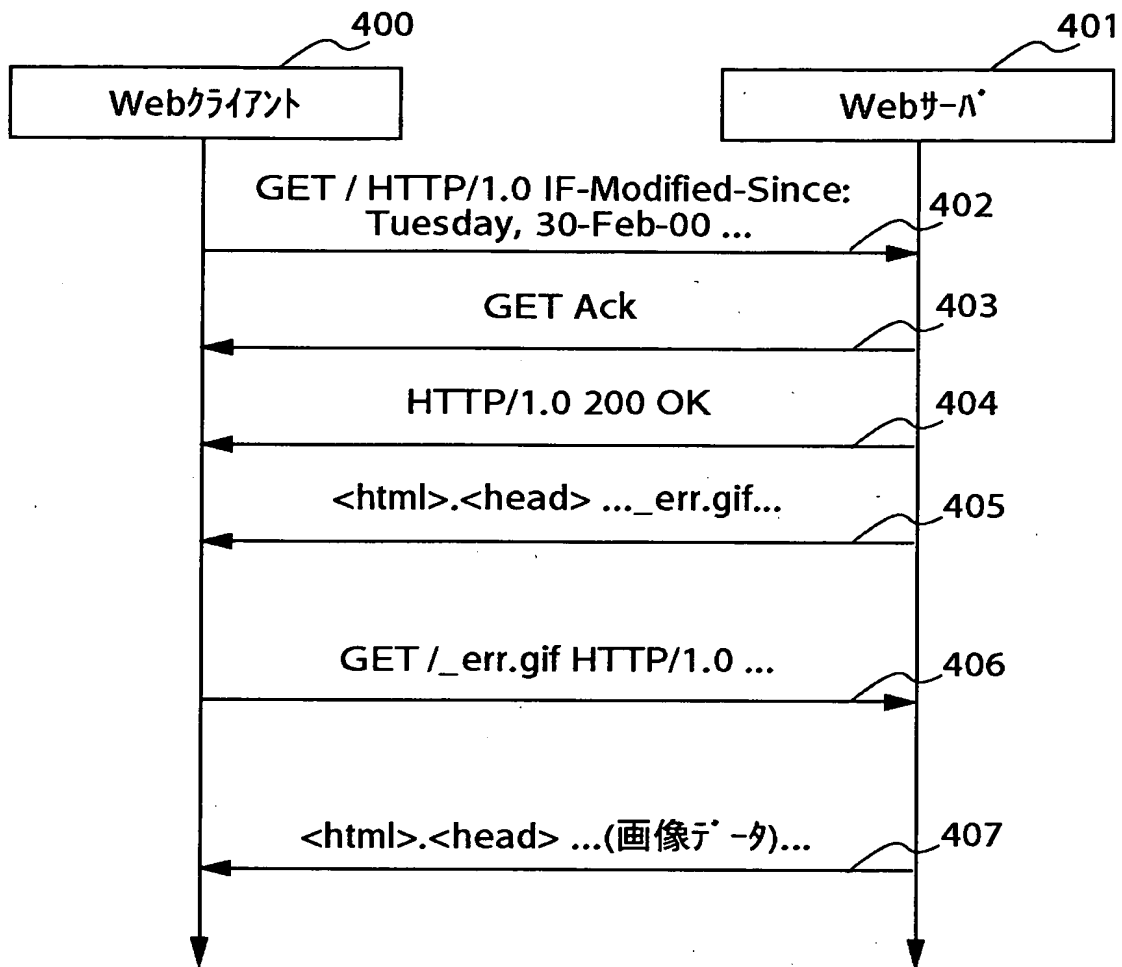 400
401
Webクライアント
Webサーバ
GET / HTTP/1.0 IF-Modified-Since:
Tuesday, 30-Feb-00 ...
402
GET Ack
403
HTTP/1.0 200 OK
404
<html>.<head> ..._err.gif...
405
GET /_err.gif HTTP/1.0 ...
406
<html>.<head> ...(画像データ)...
407